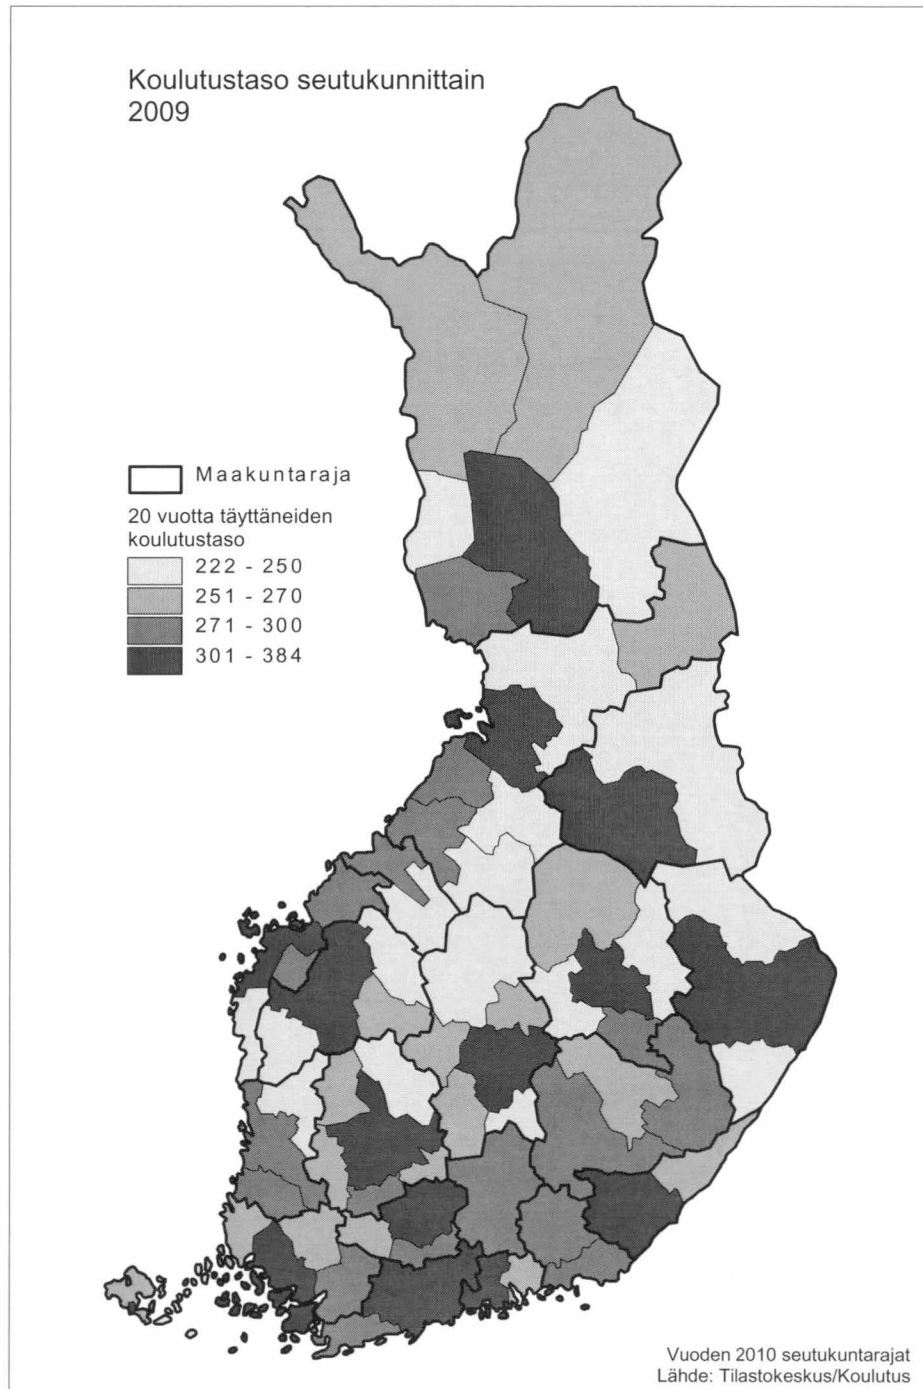 Koulutustaso seutukunnittain
2009
Maakuntaraja
20 vuotta täyttäneiden
koulutustaso
222 - 250
251 - 270
271 - 300
301 - 384
Vuoden 2010 seutukuntarajat
Lähde: Tilastokeskus/Koulutus